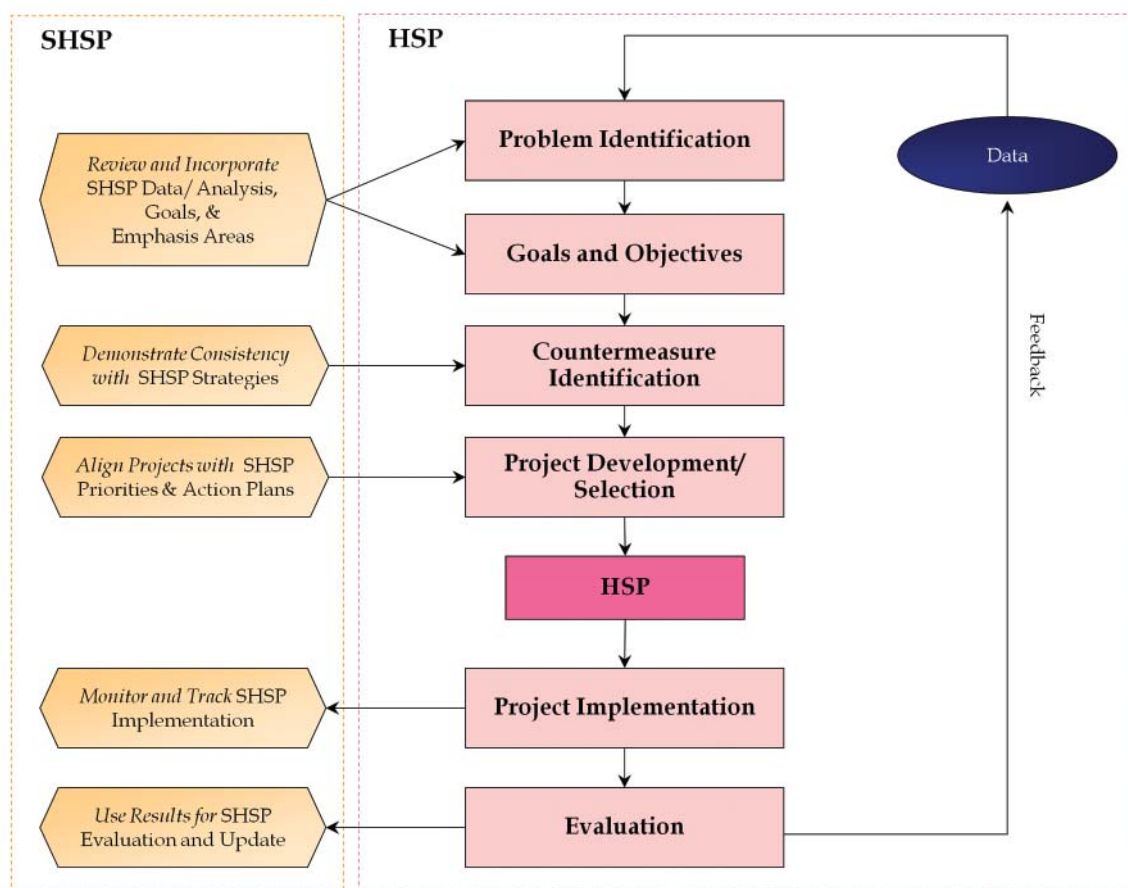 SHSP
HSP
Review and Incorporate
SHSP Data/ Analysis,
Goals, &
Emphasis Areas
Problem Identification
Data
Goals and Objectives
Demonstrate Consistency
with SHSP Strategies
Countermeasure
Identification
Feedback
Align Projects with SHSP
Priorities & Action Plans
Project Development/
Selection
HSP
Monitor and Track SHSP
Implementation
Project Implementation
Use Results for SHSP
Evaluation and Update
Evaluation